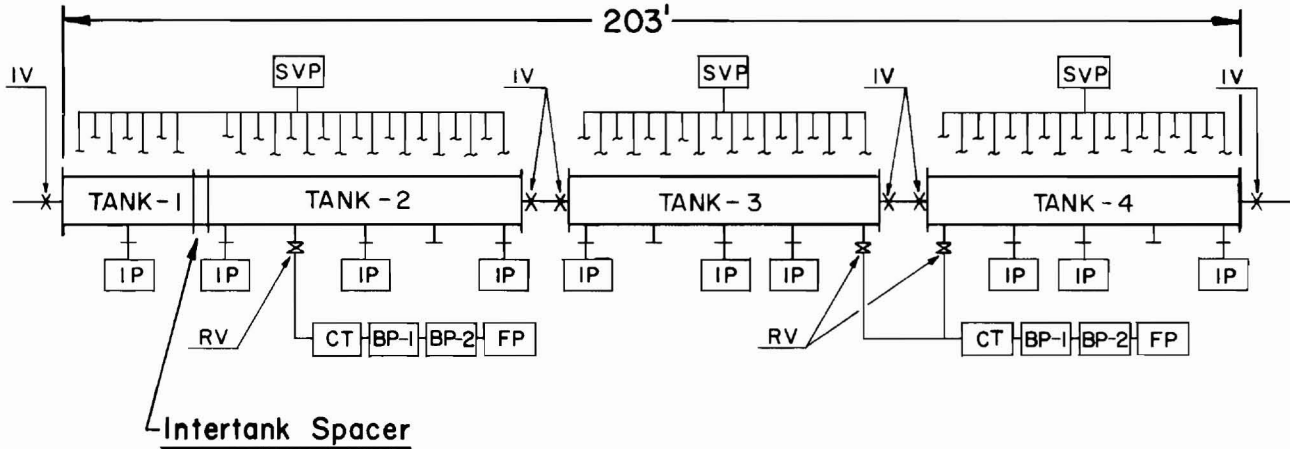 203'
IV SVP IV SVP IV SVP IV
TANK-1 TANK-2 TANK-3 TANK-4
IP IP IP IP IP IP IP IP IP IP
RV CT BP-1 BP-2 FP RV CT BP-1 BP-2 FP
Intertank Spacer